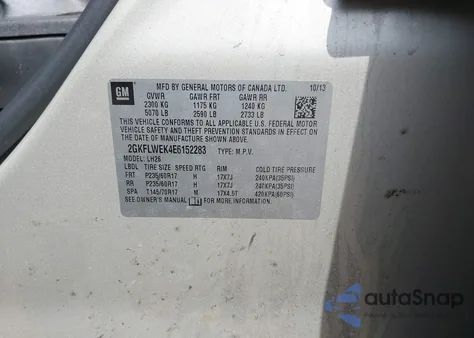 GM
MFD BY GENERAL MOTORS OF CANADA LTD. 10/13
GVWR GAWR FRT GAWR RR
2300 KG 1175 KG 1240 KG
5070 LB 2590 LB 2733 LB
THIS VEHICLE CONFORMS TO ALL APPLICABLE U.S. FEDERAL MOTOR
VEHICLE SAFETY AND THEFT PREVENTION STANDARDS IN EFFECT ON
THE DATE OF MANUFACTURE SHOWN ABOVE.
2GKFLWEK4E6152283 TYPE: M.P.V.
MODEL: LH26
LBD TIRE SIZE SPEED RTG RIM COLD TIRE PRESSURE
FRT P235/60R17 H 17X7J 240KPA(35PSI)
RR P235/60R17 H 17X7J 240KPA(35PSI)
SPA T145/70R17 M 17X4.5T 420KPA(60PSI)
SEE OWNER'S MANUAL FOR MORE INFORMATION.
autoSnap